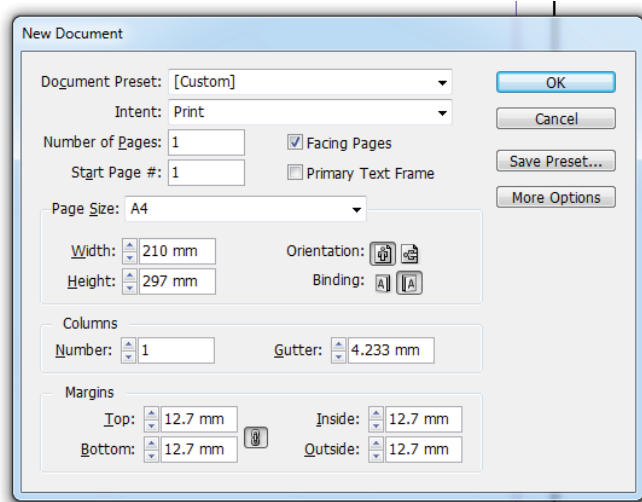 New Document
Document Preset: [Custom]
OK
Intent: Print
Cancel
Number of Pages: 1
Facing Pages
Start Page #: 1
Primary Text Frame
Save Preset...
More Options
Page Size: A4
Width: 210 mm
Orientation:
Height: 297 mm
Binding: A A
Columns
Number: 1
Gutter: 4.233 mm
Margins
Top: 12.7 mm
Inside: 12.7 mm
Bottom: 12.7 mm
Outside: 12.7 mm